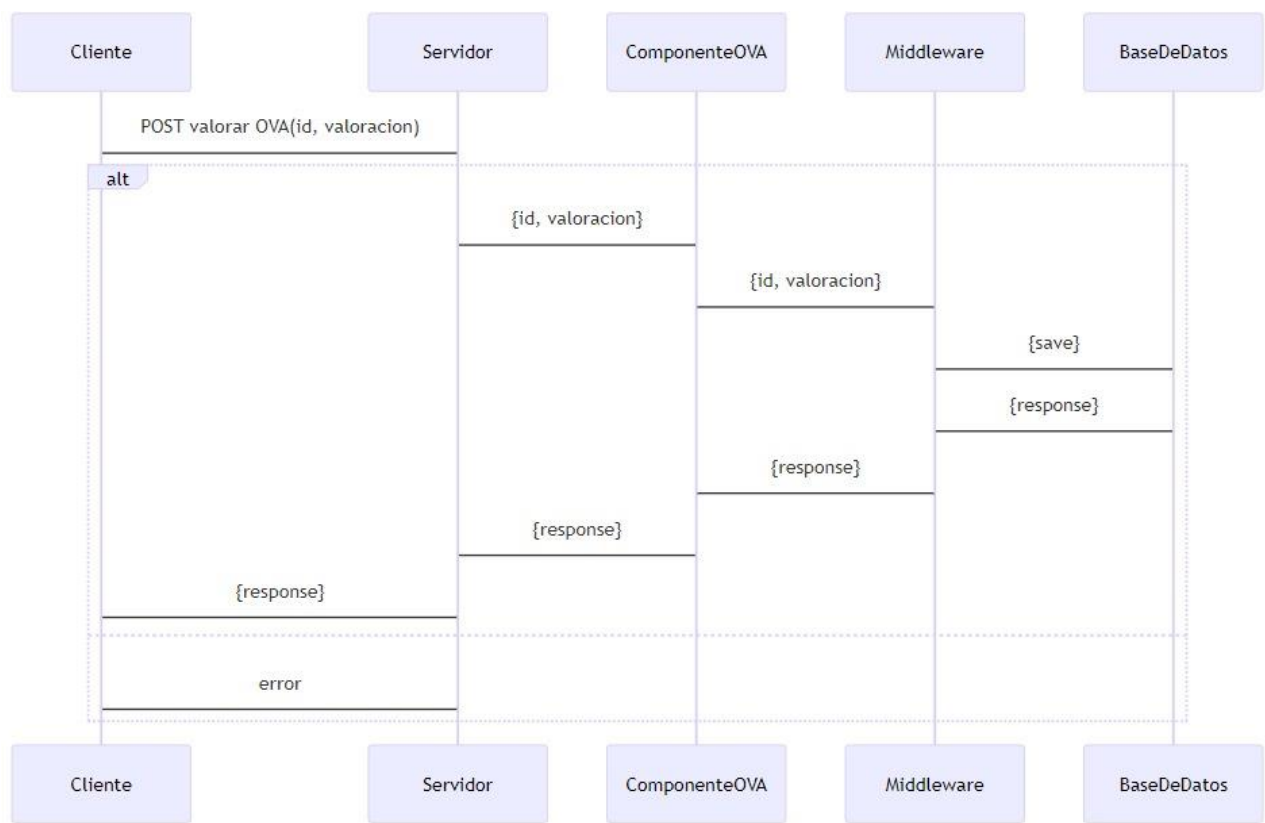 Cliente
Servidor
ComponenteOVA
Middleware
BaseDeDatos
POST valorar OVA(id, valoracion)
alt
{id, valoracion}
{id, valoracion}
{save}
{response}
{response}
{response}
{response}
error
Cliente
Servidor
ComponenteOVA
Middleware
BaseDeDatos